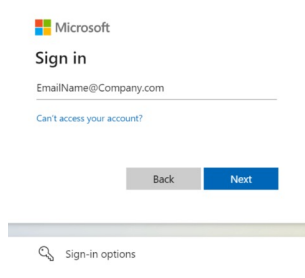 Microsoft
Sign in
EmailName@Company.com
Can't access your account?
Back Next
Sign-in options